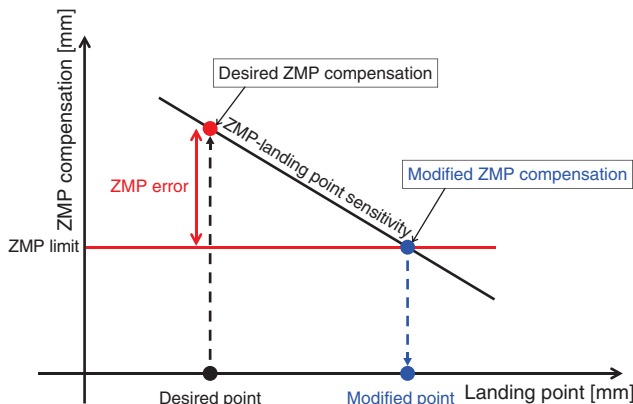 ZMP compensation [mm]
Desired ZMP compensation
ZMP-landing point sensitivity
Modified ZMP compensation
ZMP error
ZMP limit
Desired point
Modified point
Landing point [mm]